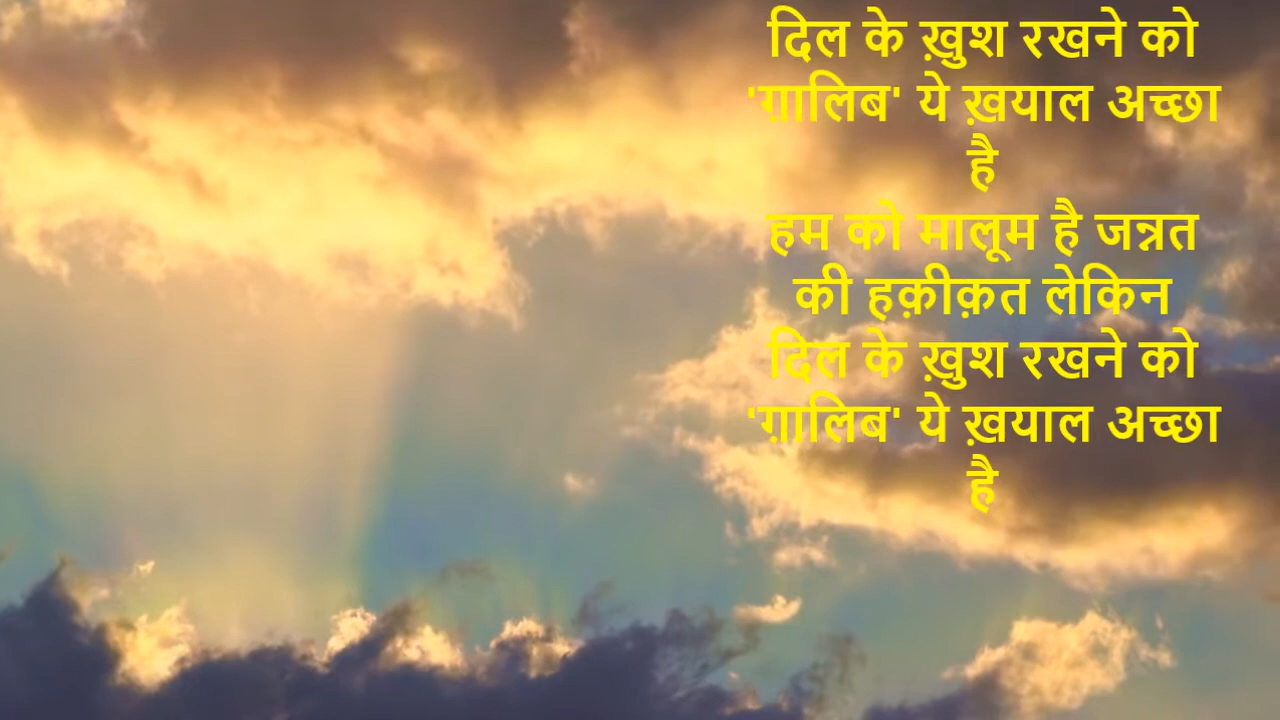 दिल के ख़ुश रखने को
'ग़ालिब' ये ख़याल अच्छा
है
हम को मालूम है जन्नत
की हक़ीक़त लेकिन
दिल के ख़ुश रखने को
'ग़ालिब' ये ख़याल अच्छा
है